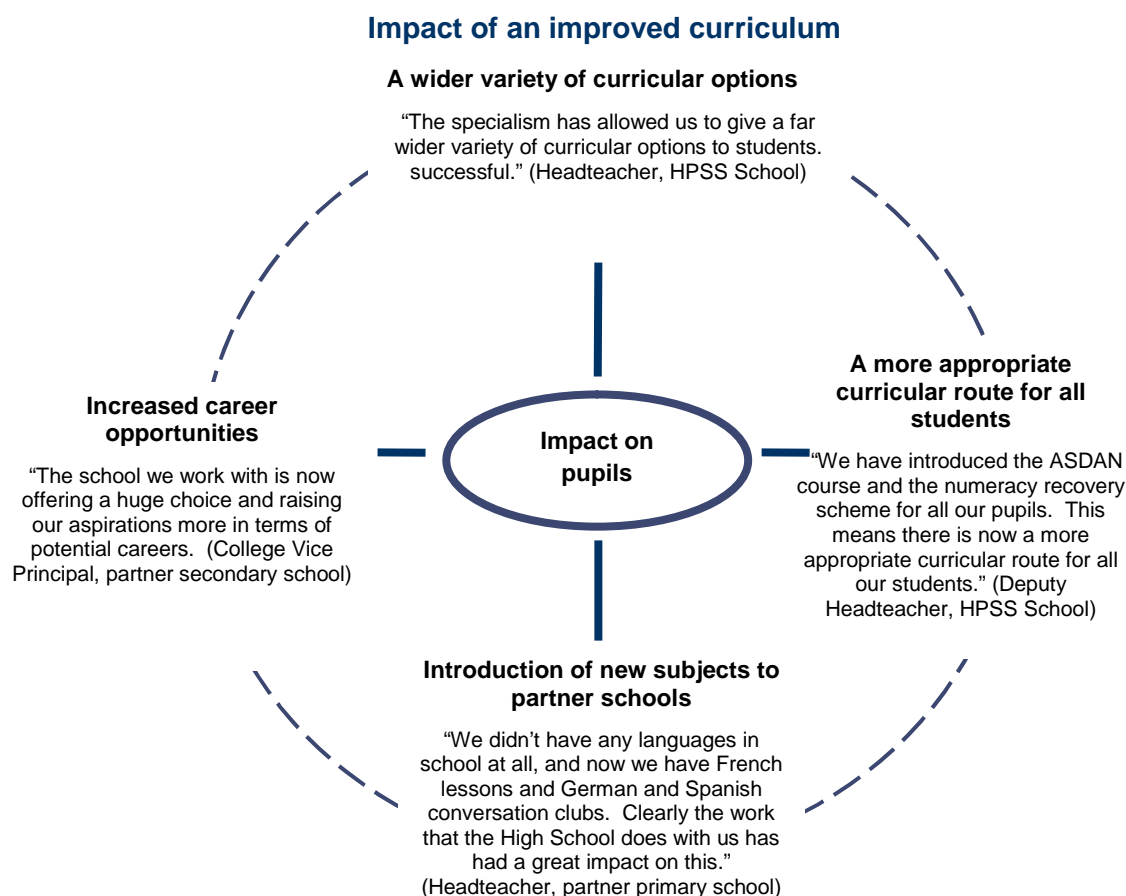 Impact of an improved curriculum
A wider variety of curricular options
“The specialism has allowed us to give a far
wider variety of curricular options to students.
successful.” (Headteacher, HPSS School)
A more appropriate
curricular route for all
students
“We have introduced the ASDAN
course and the numeracy recovery
scheme for all our pupils.  This
means there is now a more
appropriate curricular route for all
our students.” (Deputy
Headteacher, HPSS School)
Increased career
opportunities
“The school we work with is now
offering a huge choice and raising
our aspirations more in terms of
potential careers.  (College Vice
Principal, partner secondary school)
Impact on
pupils
Introduction of new subjects to
partner schools
“We didn’t have any languages in
school at all, and now we have French
lessons and German and Spanish
conversation clubs.  Clearly the work
that the High School does with us has
had a great impact on this.”
(Headteacher, partner primary school)